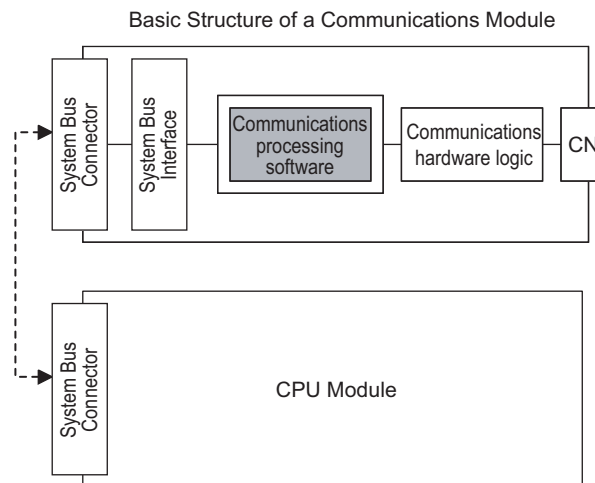 Basic Structure of a Communications Module
System Bus
Connector
System Bus
Interface
Communications
processing
software
Communications
hardware logic
CN
System Bus
Connector
CPU Module